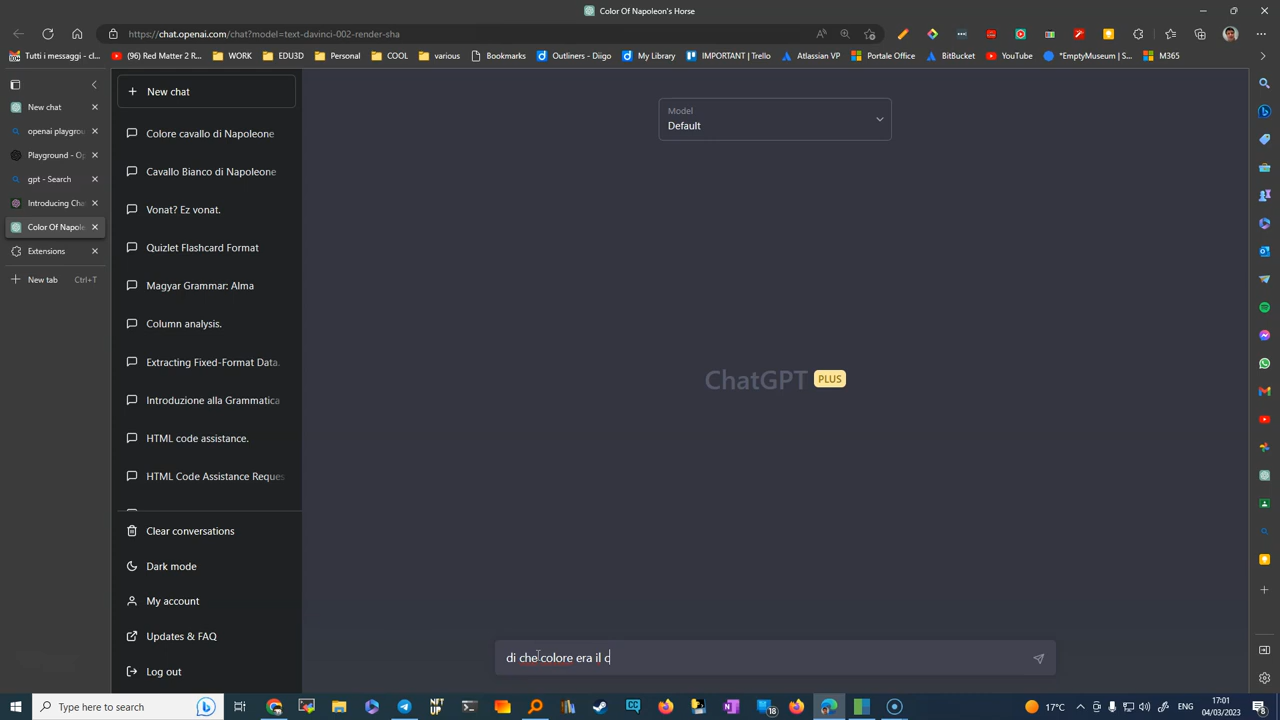 Color Of Napoleon's Horse
https://chat.openai.com/chat?model=text-davinci-002-render-sha
Tutti i messaggi - cl...
(96) Red Matter 2 R...
WORK
EDU3D
Personal
COOL
various
Bookmarks
Outliners - Diigo
My Library
IMPORTANT | Trello
Atlassian VP
Portale Office
BitBucket
YouTube
*EmptyMuseum | S...
M365
New chat
openai playgrou
Playground - Op
gpt - Search
Introducing Cha
Color Of Napole
Extensions
New tab Ctrl+T
New chat
Colore cavallo di Napoleone
Cavallo Bianco di Napoleone
Vonat? Ez vonat.
Quizlet Flashcard Format
Magyar Grammar: Alma
Column analysis.
Extracting Fixed-Format Data.
Introduzione alla Grammatica
HTML code assistance.
HTML Code Assistance Reques
Clear conversations
Dark mode
My account
Updates & FAQ
Log out
Model
Default
ChatGPT PLUS
di che colore era il c
Type here to search
NFT
UP
CC
18
17°C
17:01
04/03/2023